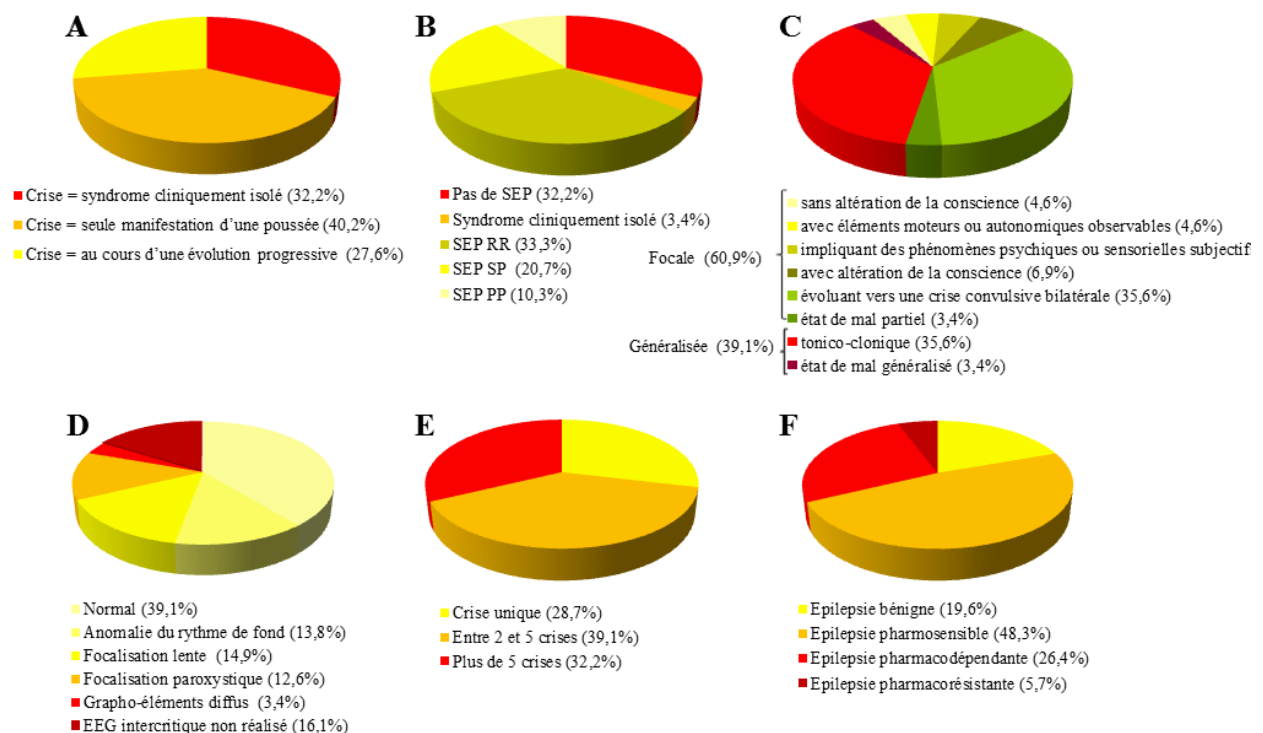 A
Crise = syndrome cliniquement isolé (32,2%)
Crise = seule manifestation d’une poussée (40,2%)
Crise = au cours d’une évolution progressive (27,6%)
B
Pas de SEP (32,2%)
Syndrome cliniquement isolé (3,4%)
SEP RR (33,3%)
SEP SP (20,7%)
SEP PP (10,3%)
C
Focale (60,9%)
sans altération de la conscience (4,6%)
avec éléments moteurs ou autonomiques observables (4,6%)
impliquant des phénomènes psychiques ou sensorielles subjectif
avec altération de la conscience (6,9%)
évoluant vers une crise convulsive bilatérale (35,6%)
état de mal partiel (3,4%)
Généralisée (39,1%)
tonico-clonique (35,6%)
état de mal généralisé (3,4%)
D
Normal (39,1%)
Anomalie du rythme de fond (13,8%)
Focalisation lente (14,9%)
Focalisation paroxystique (12,6%)
Grapho-éléments diffus (3,4%)
EEG intercritique non réalisé (16,1%)
E
Crise unique (28,7%)
Entre 2 et 5 crises (39,1%)
Plus de 5 crises (32,2%)
F
Epilepsie bénigne (19,6%)
Epilepsie pharmosensible (48,3%)
Epilepsie pharmacodépendante (26,4%)
Epilepsie pharmacorésistante (5,7%)